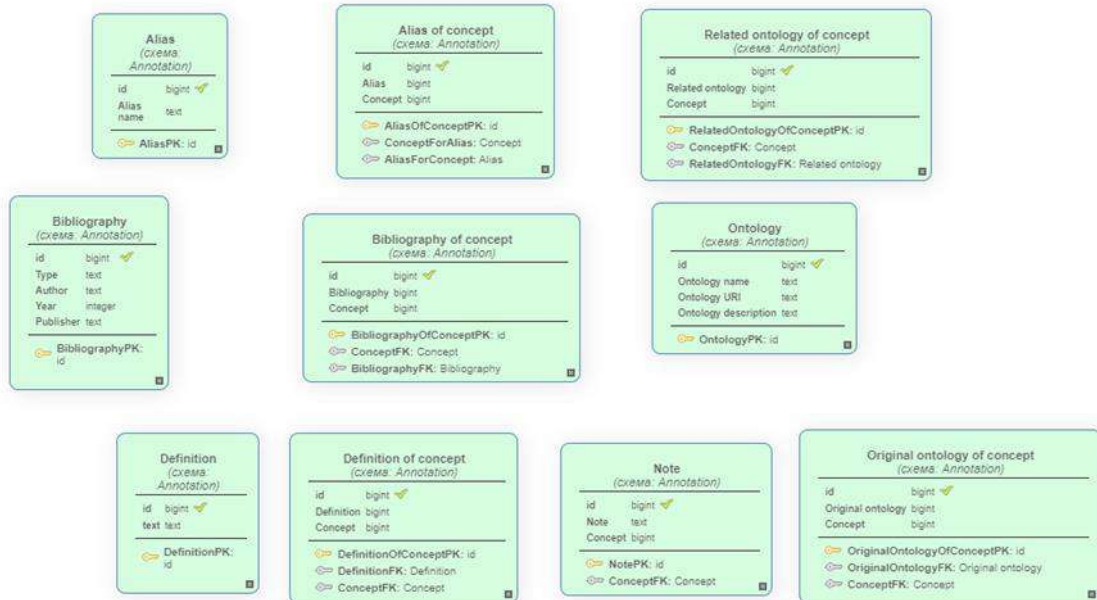 Alias
(схема:
Annotation)
id bigint
Alias
name text
AliasPK: id
Alias of concept
(схема: Annotation)
id bigint
Alias bigint
Concept bigint
AliasOfConceptPK: id
ConceptForAlias: Concept
AliasForConcept: Alias
Related ontology of concept
(схема: Annotation)
id bigint
Related ontology bigint
Concept bigint
RelatedOntologyOfConceptPK: id
ConceptFK: Concept
RelatedOntologyFK: Related ontology
Bibliography
(схема: Annotation)
id bigint
Type text
Author text
Year integer
Publisher text
BibliographyPK:
id
Bibliography of concept
(схема: Annotation)
id bigint
Bibliography bigint
Concept bigint
BibliographyOfConceptPK: id
ConceptFK: Concept
BibliographyFK: Bibliography
Ontology
(схема: Annotation)
id bigint
Ontology name text
Ontology URI text
Ontology description text
OntologyPK: id
Definition
(схема:
Annotation)
id bigint
text text
DefinitionPK:
id
Definition of concept
(схема: Annotation)
id bigint
Definition bigint
Concept bigint
DefinitionOfConceptPK: id
DefinitionFK: Definition
ConceptFK: Concept
Note
(схема: Annotation)
id bigint
Note text
Concept bigint
NotePK: id
ConceptFK: Concept
Original ontology of concept
(схема: Annotation)
id bigint
Original ontology bigint
Concept bigint
OriginalOntologyOfConceptPK: id
OriginalOntologyFK: Original ontology
ConceptFK: Concept